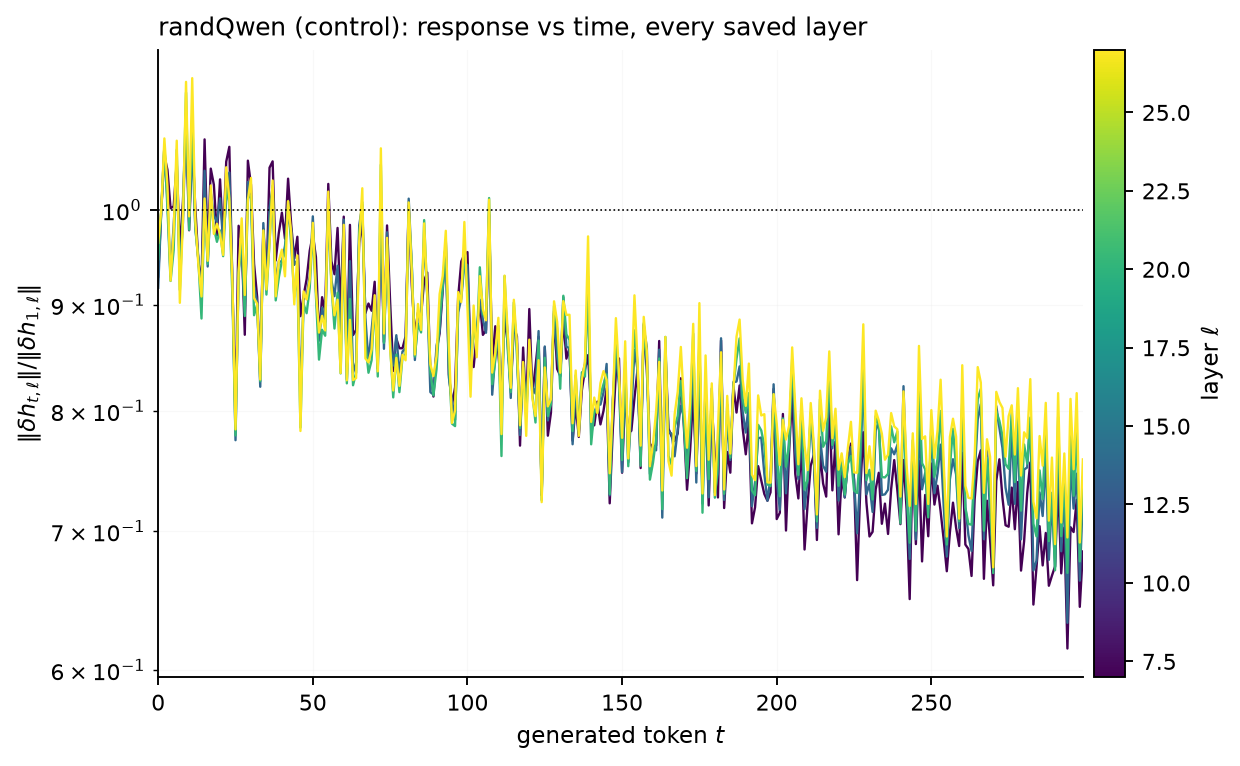 randQwen (control): response vs time, every saved layer
10⁰
9 × 10⁻¹
8 × 10⁻¹
7 × 10⁻¹
6 × 10⁻¹
‖δh_{t,ℓ}‖/‖δh_{1,ℓ}‖
0 50 100 150 200 250
generated token t
25.0
22.5
20.0
17.5
15.0
12.5
10.0
7.5
layer ℓ